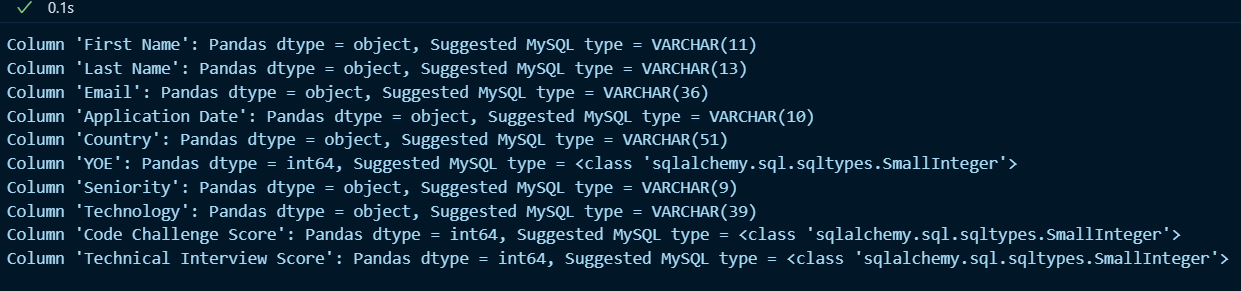 0.1s
Column 'First Name': Pandas dtype = object, Suggested MySQL type = VARCHAR(11)
Column 'Last Name': Pandas dtype = object, Suggested MySQL type = VARCHAR(13)
Column 'Email': Pandas dtype = object, Suggested MySQL type = VARCHAR(36)
Column 'Application Date': Pandas dtype = object, Suggested MySQL type = VARCHAR(10)
Column 'Country': Pandas dtype = object, Suggested MySQL type = VARCHAR(51)
Column 'YOE': Pandas dtype = int64, Suggested MySQL type = <class 'sqlalchemy.sql.sqltypes.SmallInteger'>
Column 'Seniority': Pandas dtype = object, Suggested MySQL type = VARCHAR(9)
Column 'Technology': Pandas dtype = object, Suggested MySQL type = VARCHAR(39)
Column 'Code Challenge Score': Pandas dtype = int64, Suggested MySQL type = <class 'sqlalchemy.sql.sqltypes.SmallInteger'>
Column 'Technical Interview Score': Pandas dtype = int64, Suggested MySQL type = <class 'sqlalchemy.sql.sqltypes.SmallInteger'>